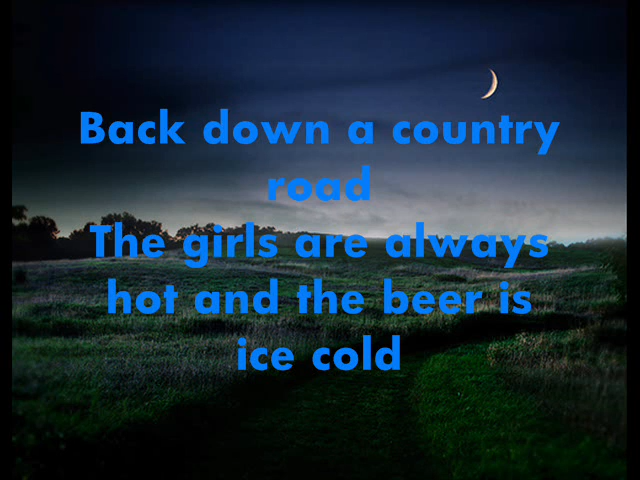 Back down a country
road
The girls are always
hot and the beer is
ice cold